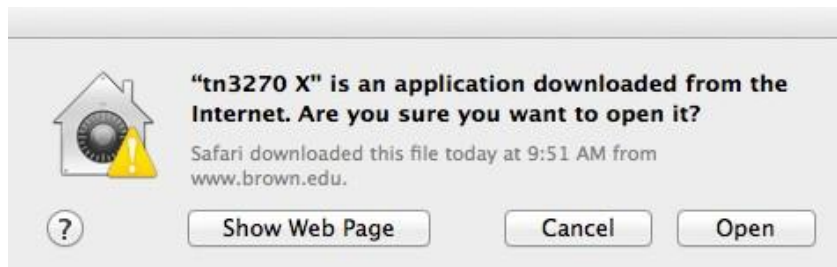 “tn3270 X" is an application downloaded from the
Internet. Are you sure you want to open it?
Safari downloaded this file today at 9:51 AM from
www.brown.edu.
?
Show Web Page
Cancel
Open